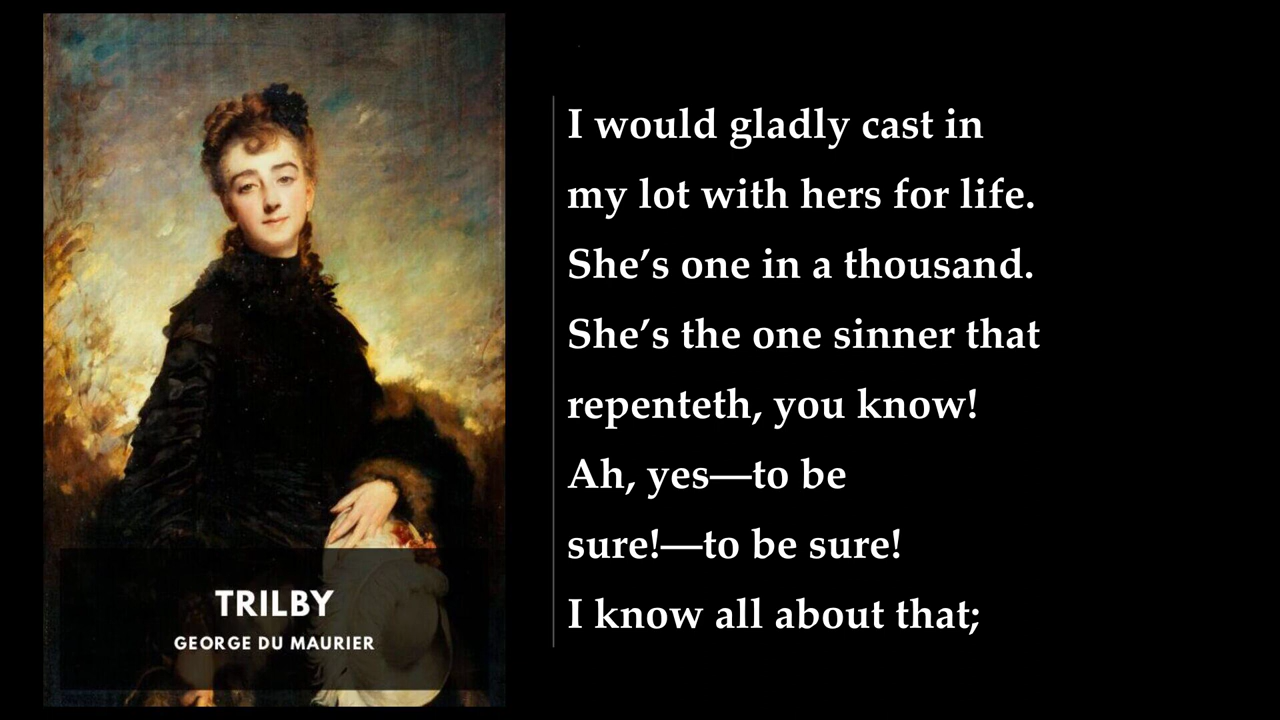 TRILBY
GEORGE DU MAURIER
I would gladly cast in
my lot with hers for life.
She’s one in a thousand.
She’s the one sinner that
repenteth, you know!
Ah, yes—to be
sure!—to be sure!
I know all about that;